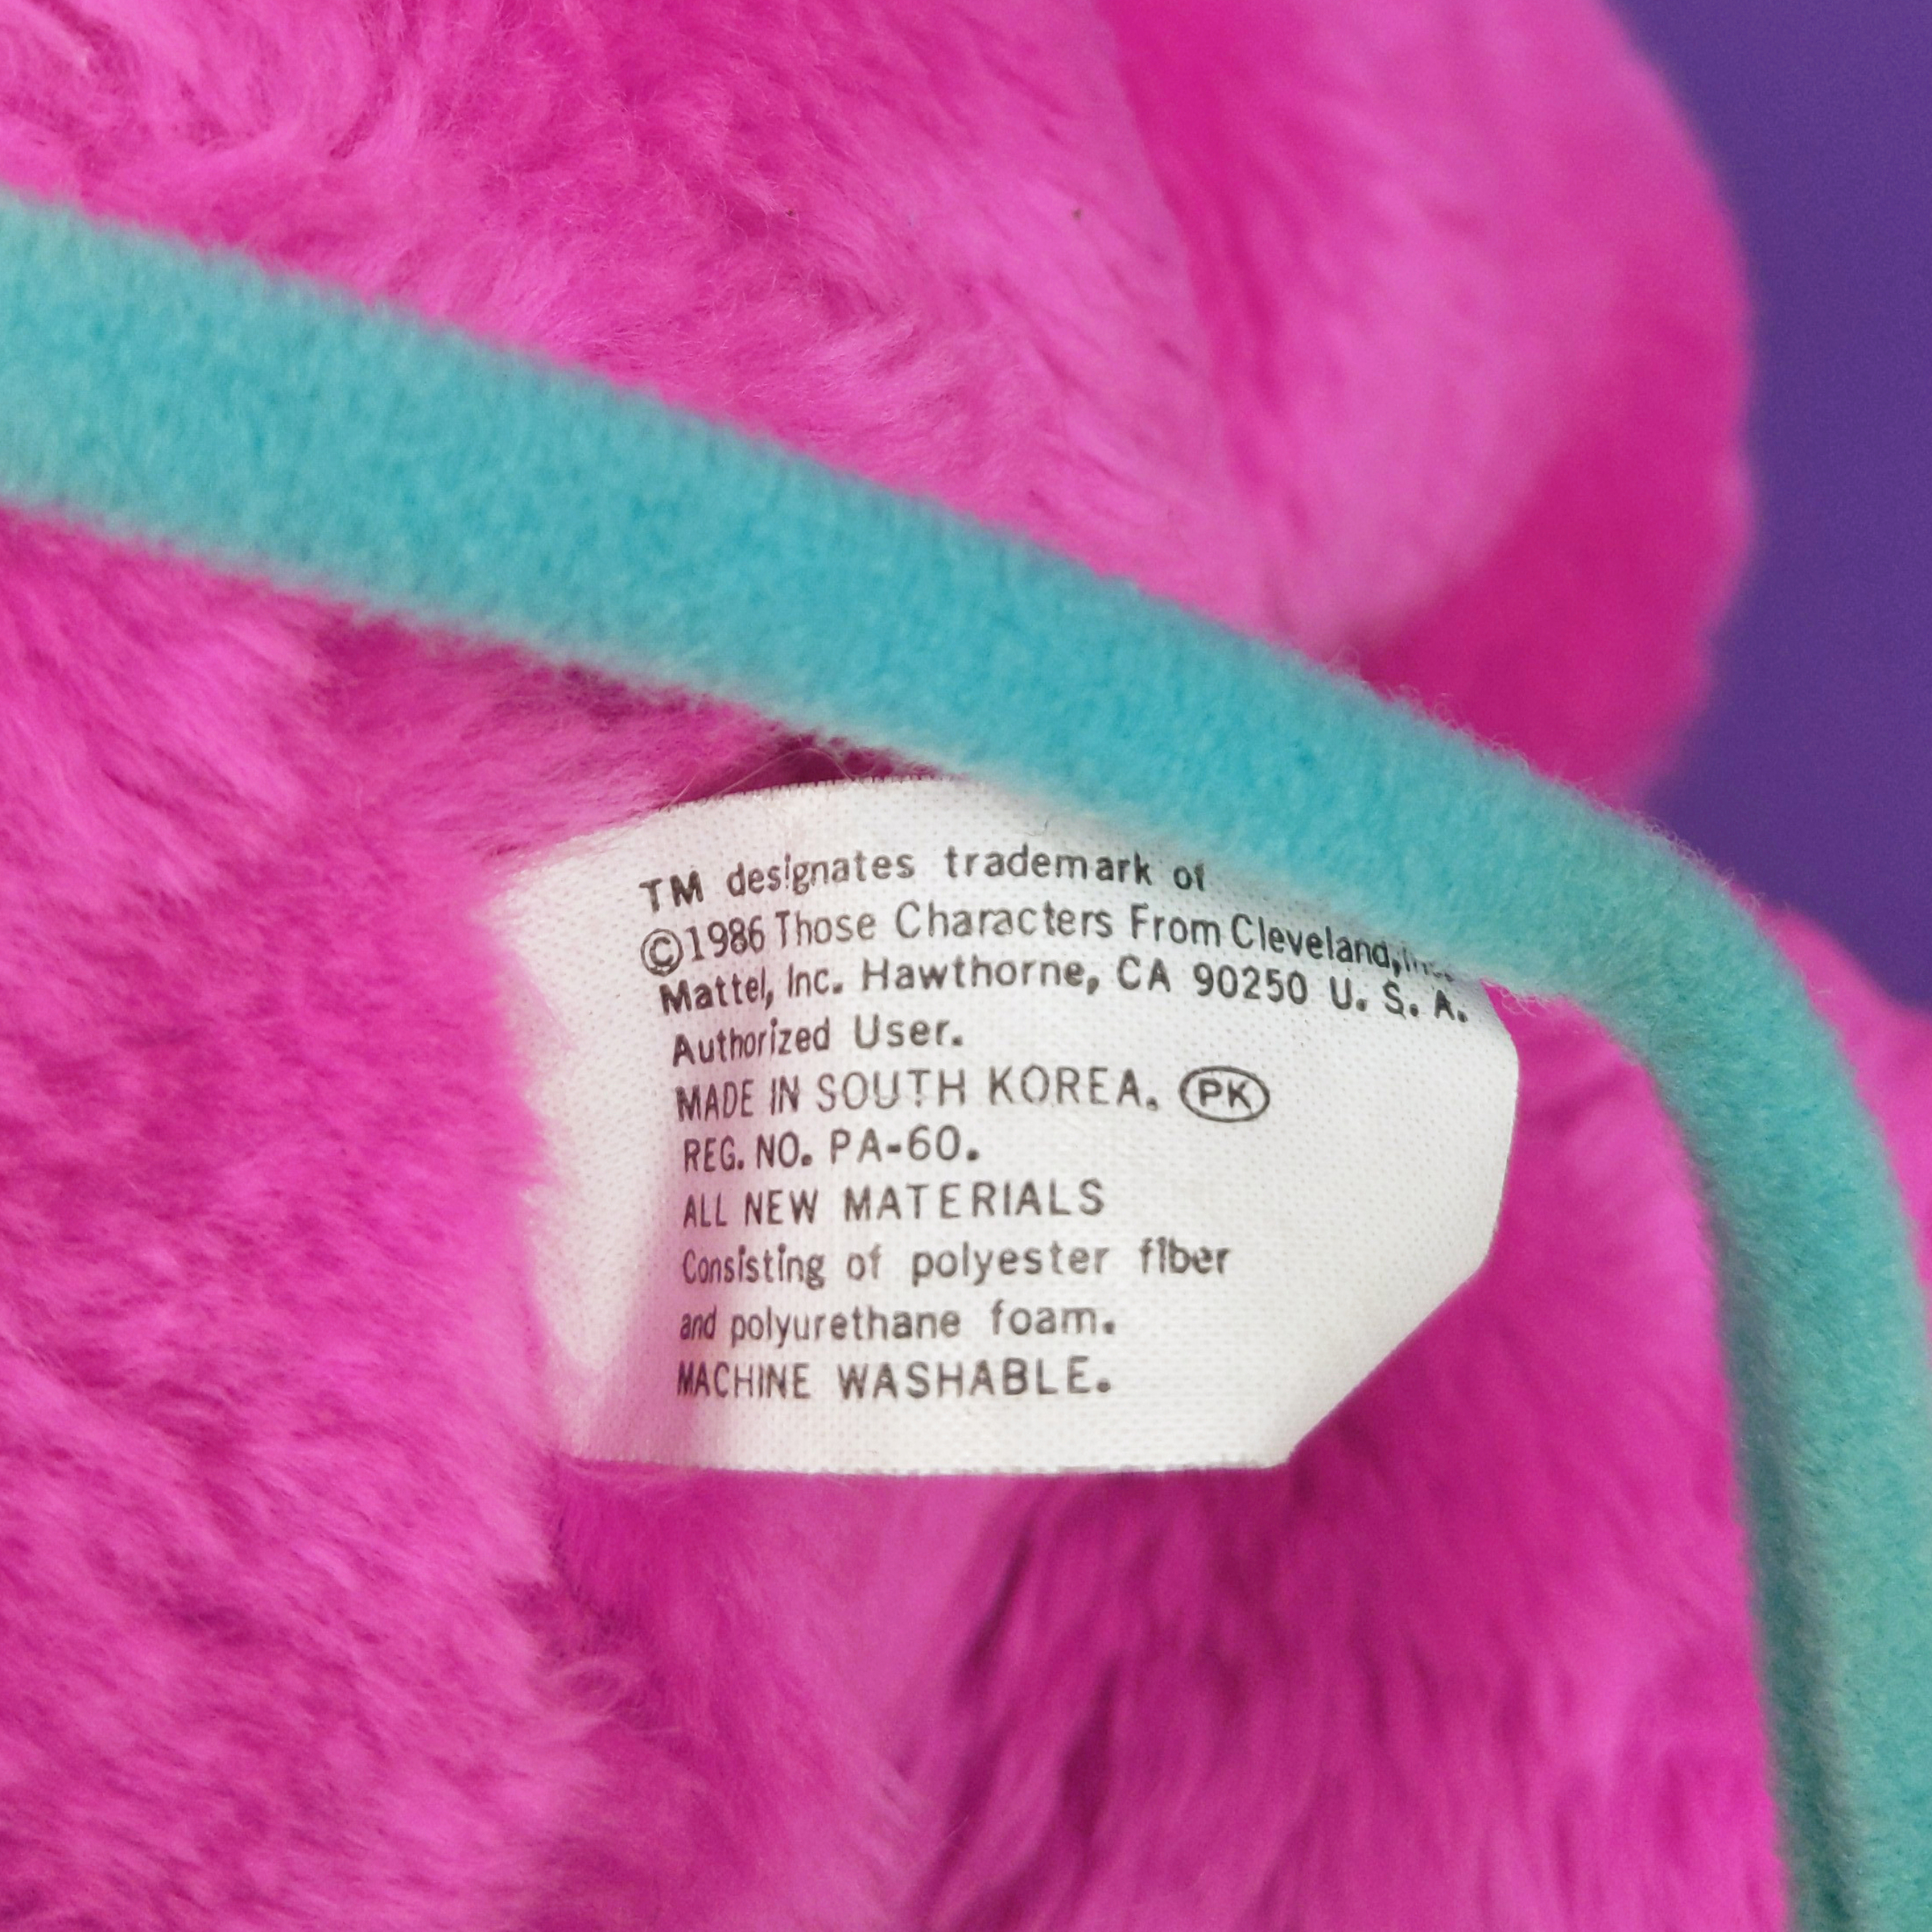 TM designates trademark of
©1986 Those Characters From Cleveland, Inc.
Mattel, Inc. Hawthorne, CA 90250 U. S. A.
Authorized User.
MADE IN SOUTH KOREA. PK
REG. NO. PA-60.
ALL NEW MATERIALS
Consisting of polyester fiber
and polyurethane foam.
MACHINE WASHABLE.